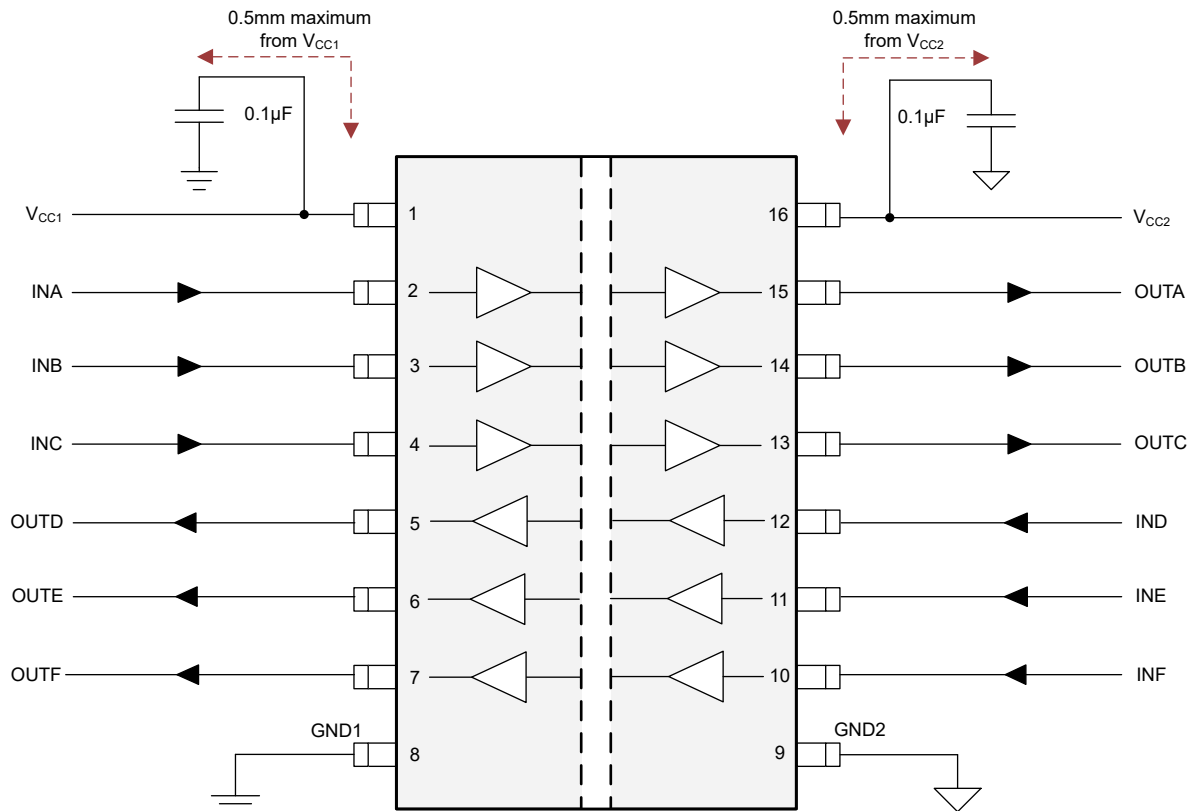 0.5mm maximum
from VCC1
0.5mm maximum
from VCC2
0.1µF
0.1µF
VCC1
1
16
VCC2
INA
2
15
OUTA
INB
3
14
OUTB
INC
4
13
OUTC
OUTD
5
12
IND
OUTE
6
11
INE
OUTF
7
10
INF
GND1
8
9
GND2